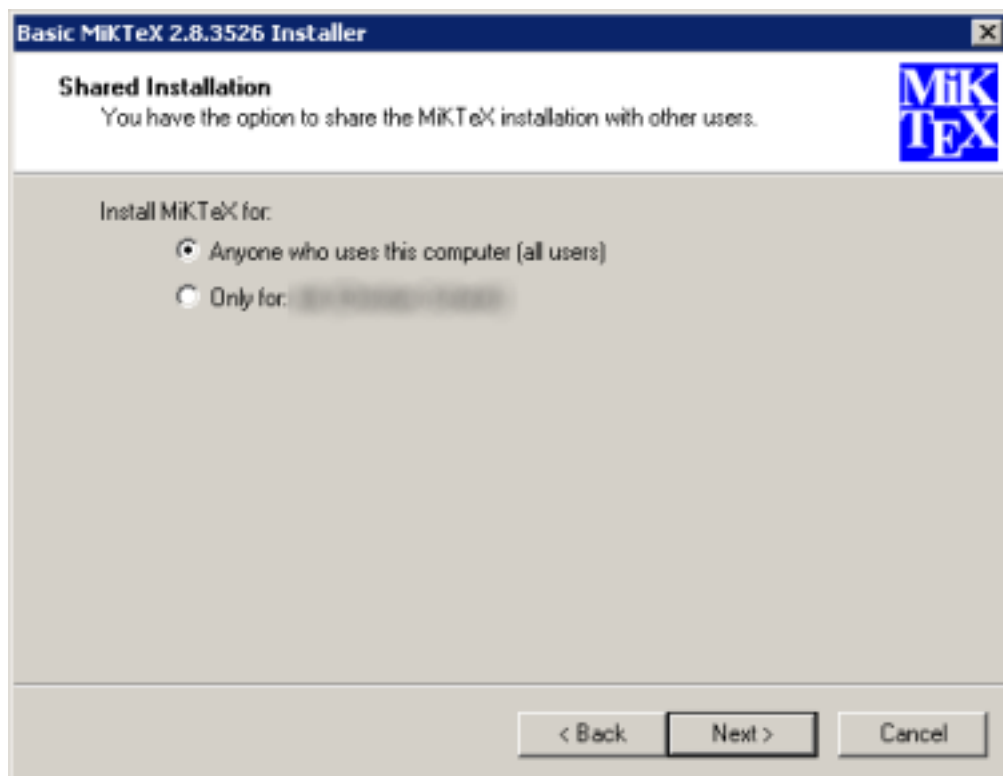 Basic MiKTeX 2.8.3526 Installer
Shared Installation
You have the option to share the MiKTeX installation with other users.
MiK
TEX
Install MiKTeX for:
Anyone who uses this computer (all users)
Only for:
< Back
Next >
Cancel